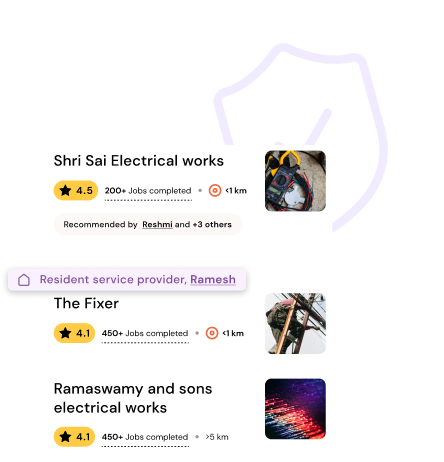 Shri Sai Electrical works
4.5 200+ Jobs completed • <1 km
Recommended by Reshmi and +3 others
Resident service provider, Ramesh
The Fixer
4.1 450+ Jobs completed • <1 km
Ramaswamy and sons
electrical works
4.1 450+ Jobs completed • >5 km